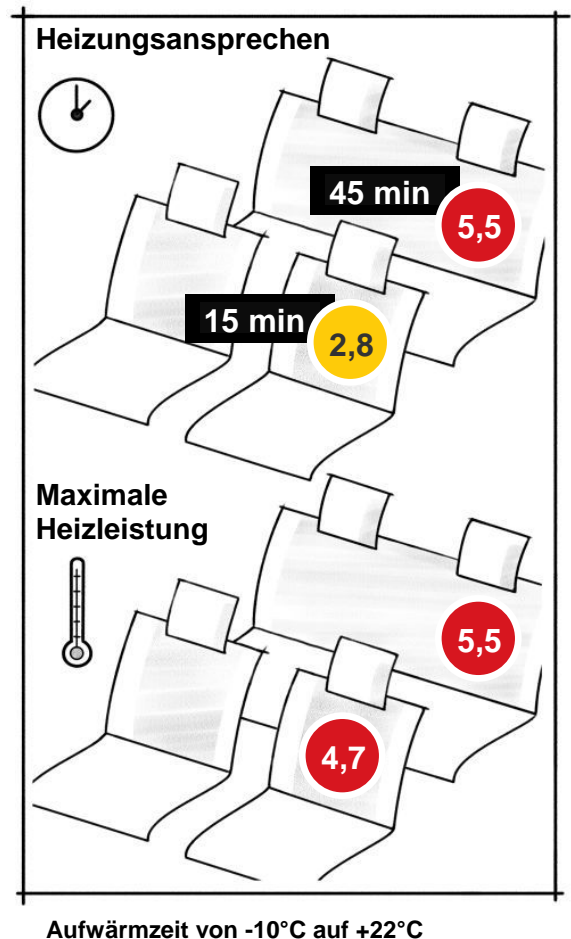 Heizungsansprechen
45 min
5,5
15 min
2,8
Maximale
Heizleistung
5,5
4,7
Aufwärmzeit von -10°C auf +22°C